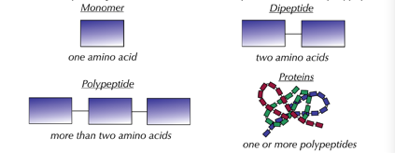 Monomer
one amino acid
Dipeptide
two amino acids
Polypeptide
more than two amino acids
Proteins
one or more polypeptides